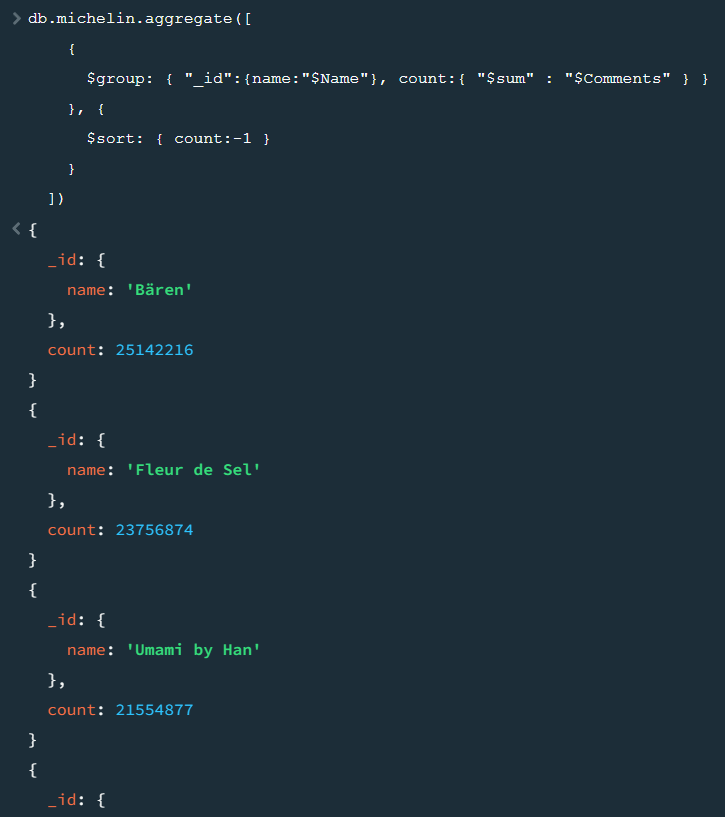 > db.michelin.aggregate([
{
$group: { "_id":{name:"$Name"}, count:{ "$sum" : "$Comments" } }
}, {
$sort: { count:-1 }
}
])
< {
_id: {
name: 'Bären'
},
count: 25142216
}
{
_id: {
name: 'Fleur de Sel'
},
count: 23756874
}
{
_id: {
name: 'Umami by Han'
},
count: 21554877
}
{
_id: {